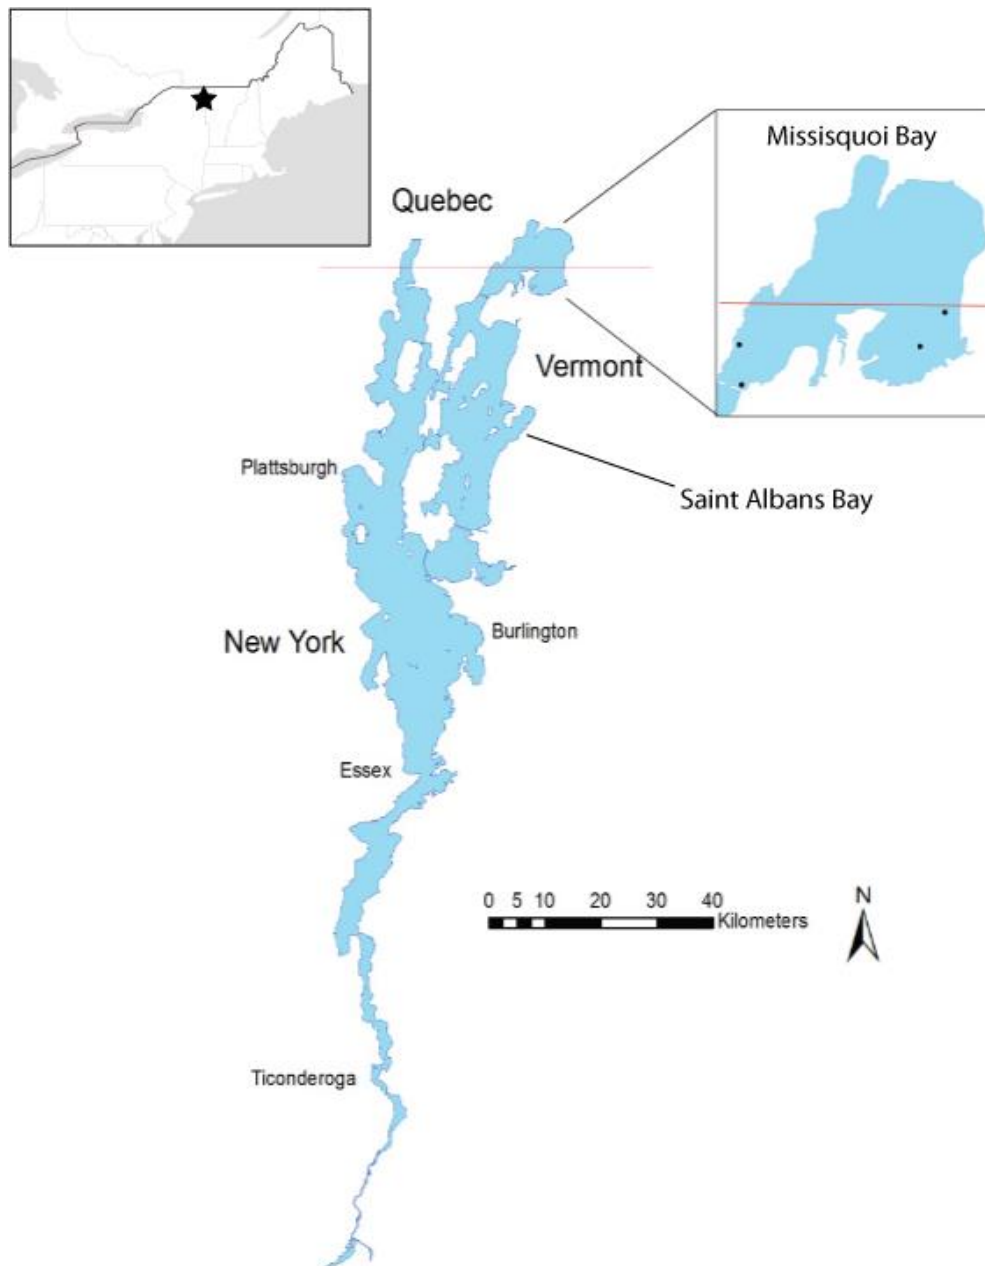 Missisquoi Bay
Quebec
Vermont
Plattsburgh
Saint Albans Bay
New York
Burlington
Essex
0 5 10 20 30 40
Kilometers
N
Ticonderoga